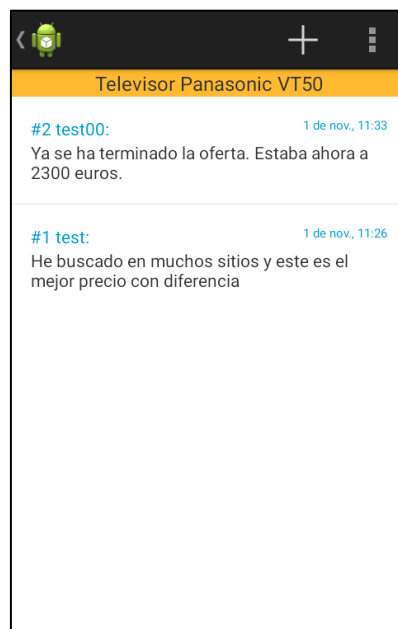 Televisor Panasonic VT50
#2 test00:
1 de nov., 11:33
Ya se ha terminado la oferta. Estaba ahora a
2300 euros.
#1 test:
1 de nov., 11:26
He buscado en muchos sitios y este es el
mejor precio con diferencia